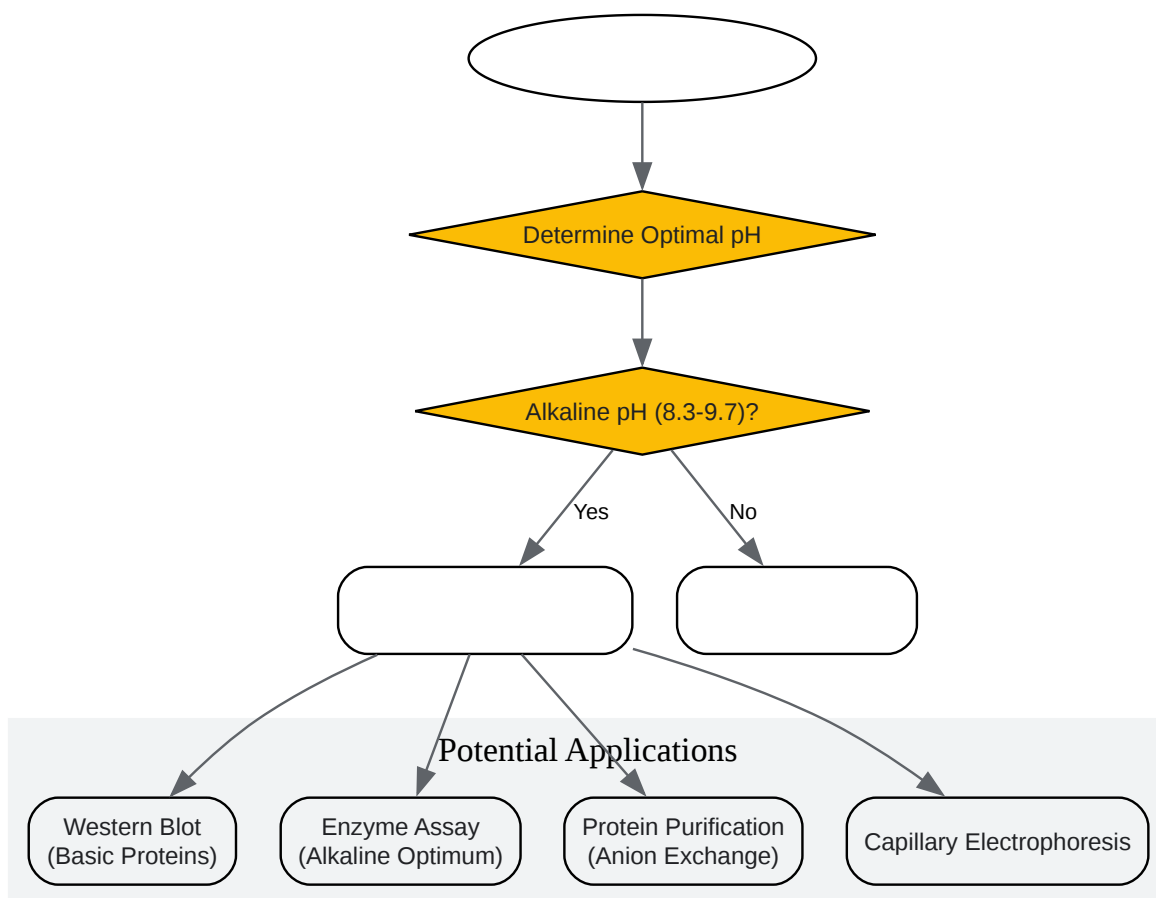 Determine Optimal pH
Alkaline pH (8.3-9.7)?
Yes
No
Potential Applications
Western Blot
(Basic Proteins)
Enzyme Assay
(Alkaline Optimum)
Protein Purification
(Anion Exchange)
Capillary Electrophoresis